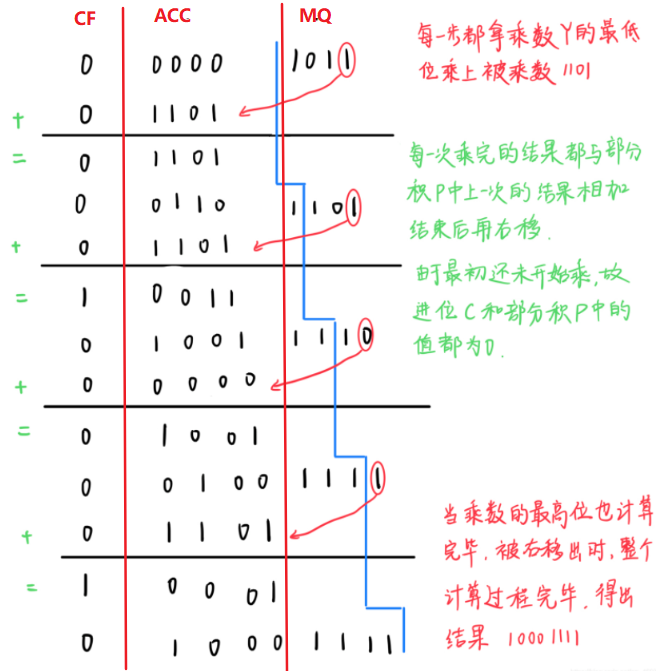 CF ACC MQ
0 0000 1011
+ 0 1101
= 0 1101
0 0110 1101
+ 0 1101
= 1 0011
0 1001 1110
+ 0 0000
= 0 1001
0 0100 1111
+ 0 1101
= 1 0001
0 1000 1111
每一步都拿乘数Y的最低
位乘上被乘数 1101
每一次乘完的结果都与部分
积P中上一次的结果相加
结束后再右移.
由于最初还未开始乘,故
进位C和部分积P中的
值都为0.
当乘数的最高位也计算
完毕,被右移出时,整个
计算过程完毕,得出
结果 10001111